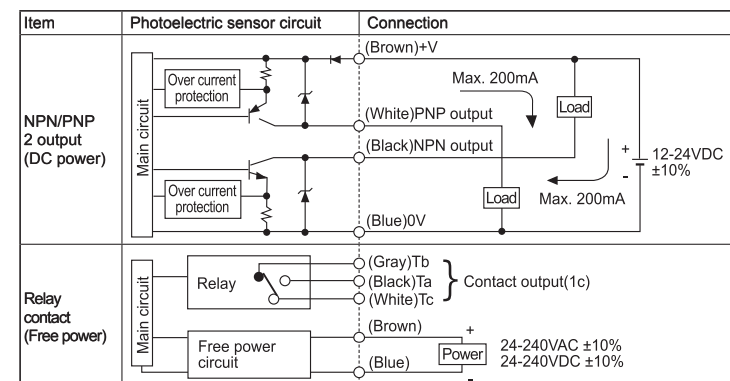 Item
Photoelectric sensor circuit
Connection
NPN/PNP
2 output
(DC power)
Main circuit
Over current
protection
Over current
protection
(Brown)+V
Max. 200mA
Load
(White)PNP output
(Black)NPN output
+
12-24VDC
±10%
-
Load
Max. 200mA
(Blue)0V
Relay
contact
(Free power)
Main circuit
Relay
(Gray)Tb
(Black)Ta
(White)Tc
Contact output(1c)
Free power
circuit
(Brown)
(Blue)
+
Power
-
24-240VAC ±10%
24-240VDC ±10%